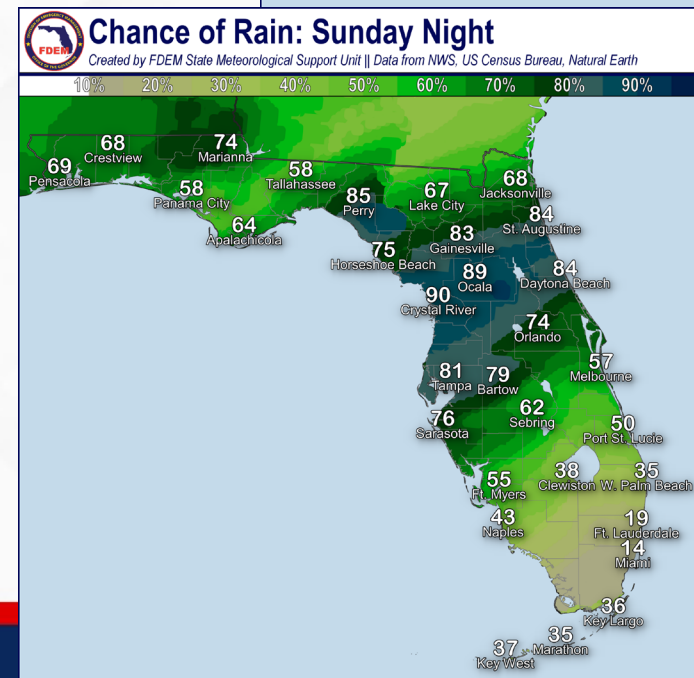 Chance of Rain: Sunday Night
Created by FDEM State Meteorological Support Unit || Data from NWS, US Census Bureau, Natural Earth
FDEM
10% 20% 30% 40% 50% 60% 70% 80% 90%
68
Crestview
74
Marianna
69
Pensacola
58
Panama City
58
Tallahassee
64
Apalachicola
85
Perry
67
Lake City
68
Jacksonville
84
St. Augustine
83
Gainesville
75
Horseshoe Beach
89
Ocala
84
Daytona Beach
90
Crystal River
74
Orlando
81
Tampa
79
Bartow
57
Melbourne
76
Sarasota
62
Sebring
50
Port St. Lucie
55
Ft. Myers
38
Clewiston
35
W. Palm Beach
43
Naples
19
Ft. Lauderdale
14
Miami
36
Key Largo
35
Marathon
37
Key West